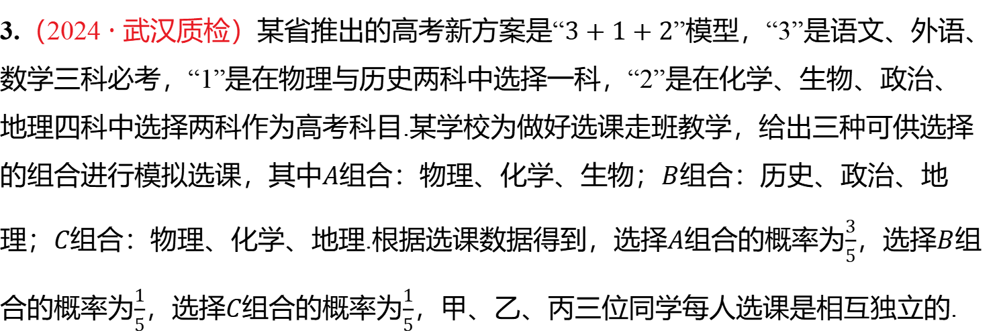 3.（2024·武汉质检）某省推出的高考新方案是“3 + 1 + 2”模型，“3”是语文、外语、
数学三科必考，“1”是在物理与历史两科中选择一科，“2”是在化学、生物、政治、
地理四科中选择两科作为高考科目.某学校为做好选课走班教学，给出三种可供选择
的组合进行模拟选课，其中A组合：物理、化学、生物；B组合：历史、政治、地
理；C组合：物理、化学、地理.根据选课数据得到，选择A组合的概率为3/5，选择B组
合的概率为1/5，选择C组合的概率为1/5，甲、乙、丙三位同学每人选课是相互独立的.